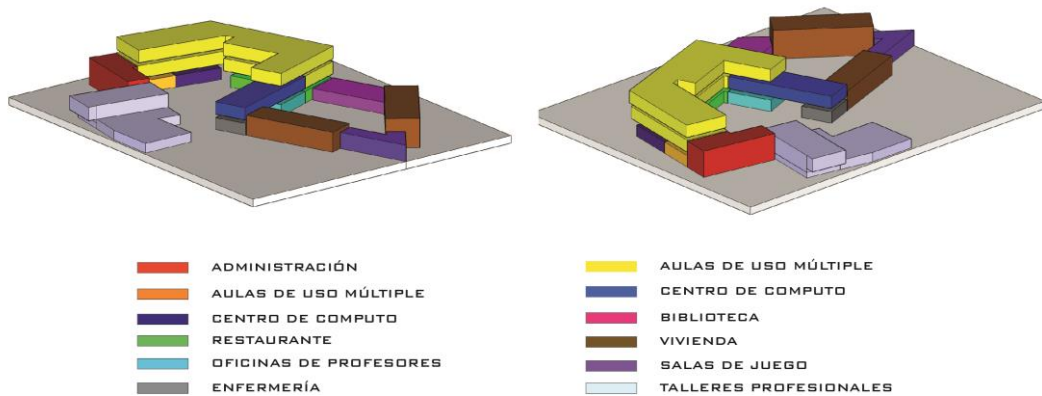 ADMINISTRACIÓN
AULAS DE USO MÚLTIPLE
CENTRO DE COMPUTO
RESTAURANTE
OFICINAS DE PROFESORES
ENFERMERÍA
AULAS DE USO MÚLTIPLE
CENTRO DE COMPUTO
BIBLIOTECA
VIVIENDA
SALAS DE JUEGO
TALLERES PROFESIONALES